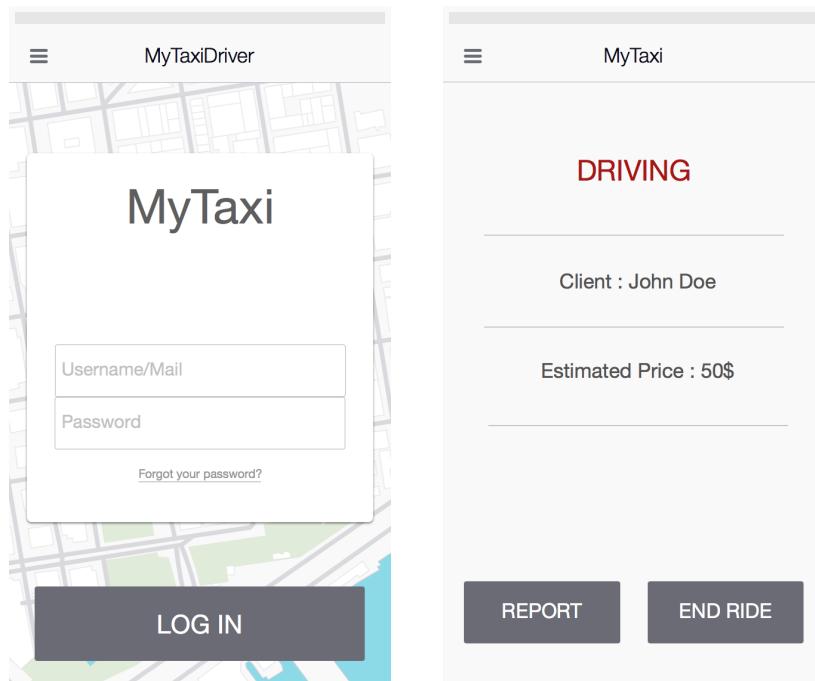 MyTaxiDriver
MyTaxi
Username/Mail
Password
Forgot your password?
LOG IN
MyTaxi
DRIVING
Client : John Doe
Estimated Price : 50$
REPORT
END RIDE